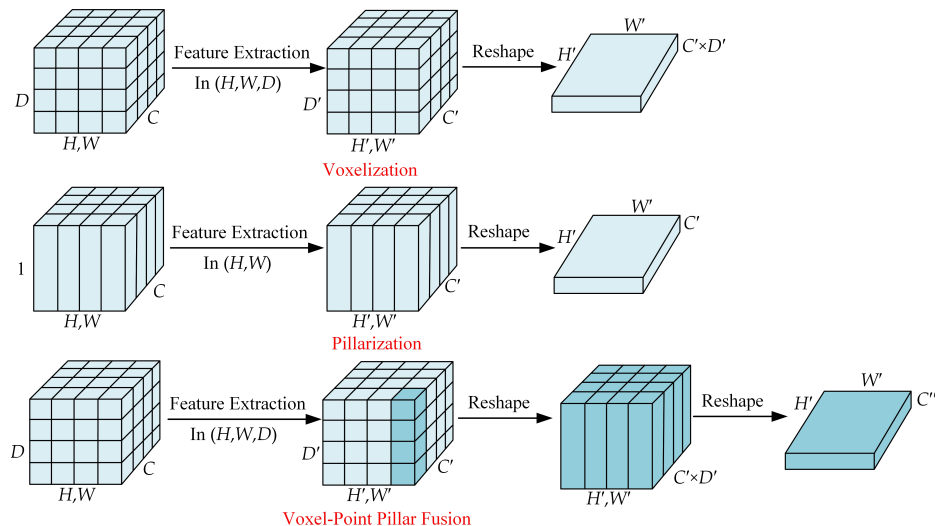 Feature Extraction
In (H,W,D)
D
C
H,W
D′
C′
H′,W′
Reshape
W′
H′
C′×D′
Voxelization
Feature Extraction
In (H,W)
1
C
H,W
C′
H′,W′
Reshape
W′
H′
C′
Pillarization
Feature Extraction
In (H,W,D)
D
C
H,W
D′
C′
H′,W′
Reshape
C′×D′
H′,W′
Reshape
W′
H′
C″
Voxel-Point Pillar Fusion